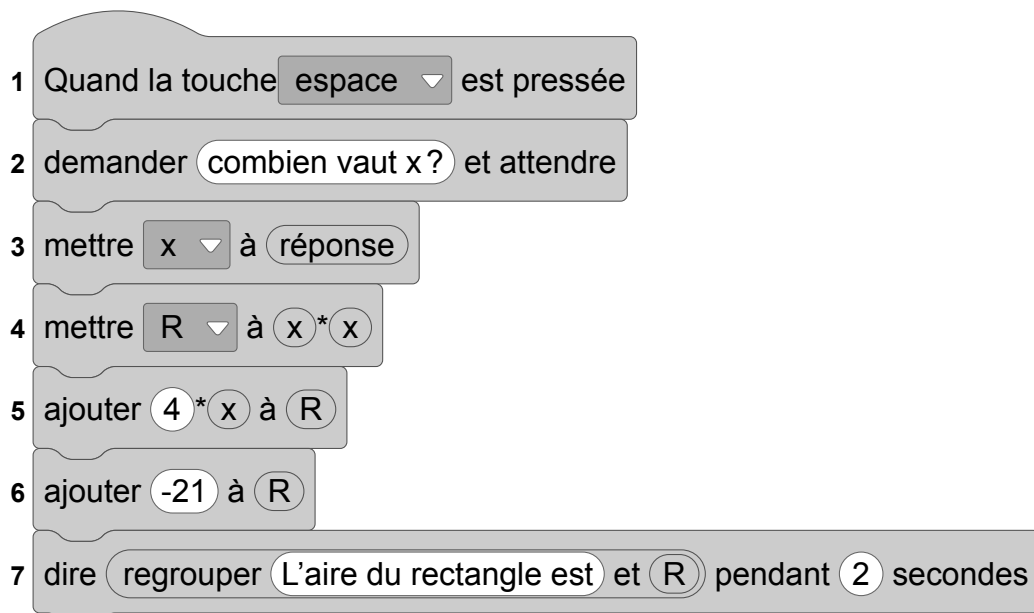 1 Quand la touche espace est pressée
2 demander combien vaut x? et attendre
3 mettre x à réponse
4 mettre R à x*x
5 ajouter 4*x à R
6 ajouter -21 à R
7 dire regrouper L'aire du rectangle est et R pendant 2 secondes